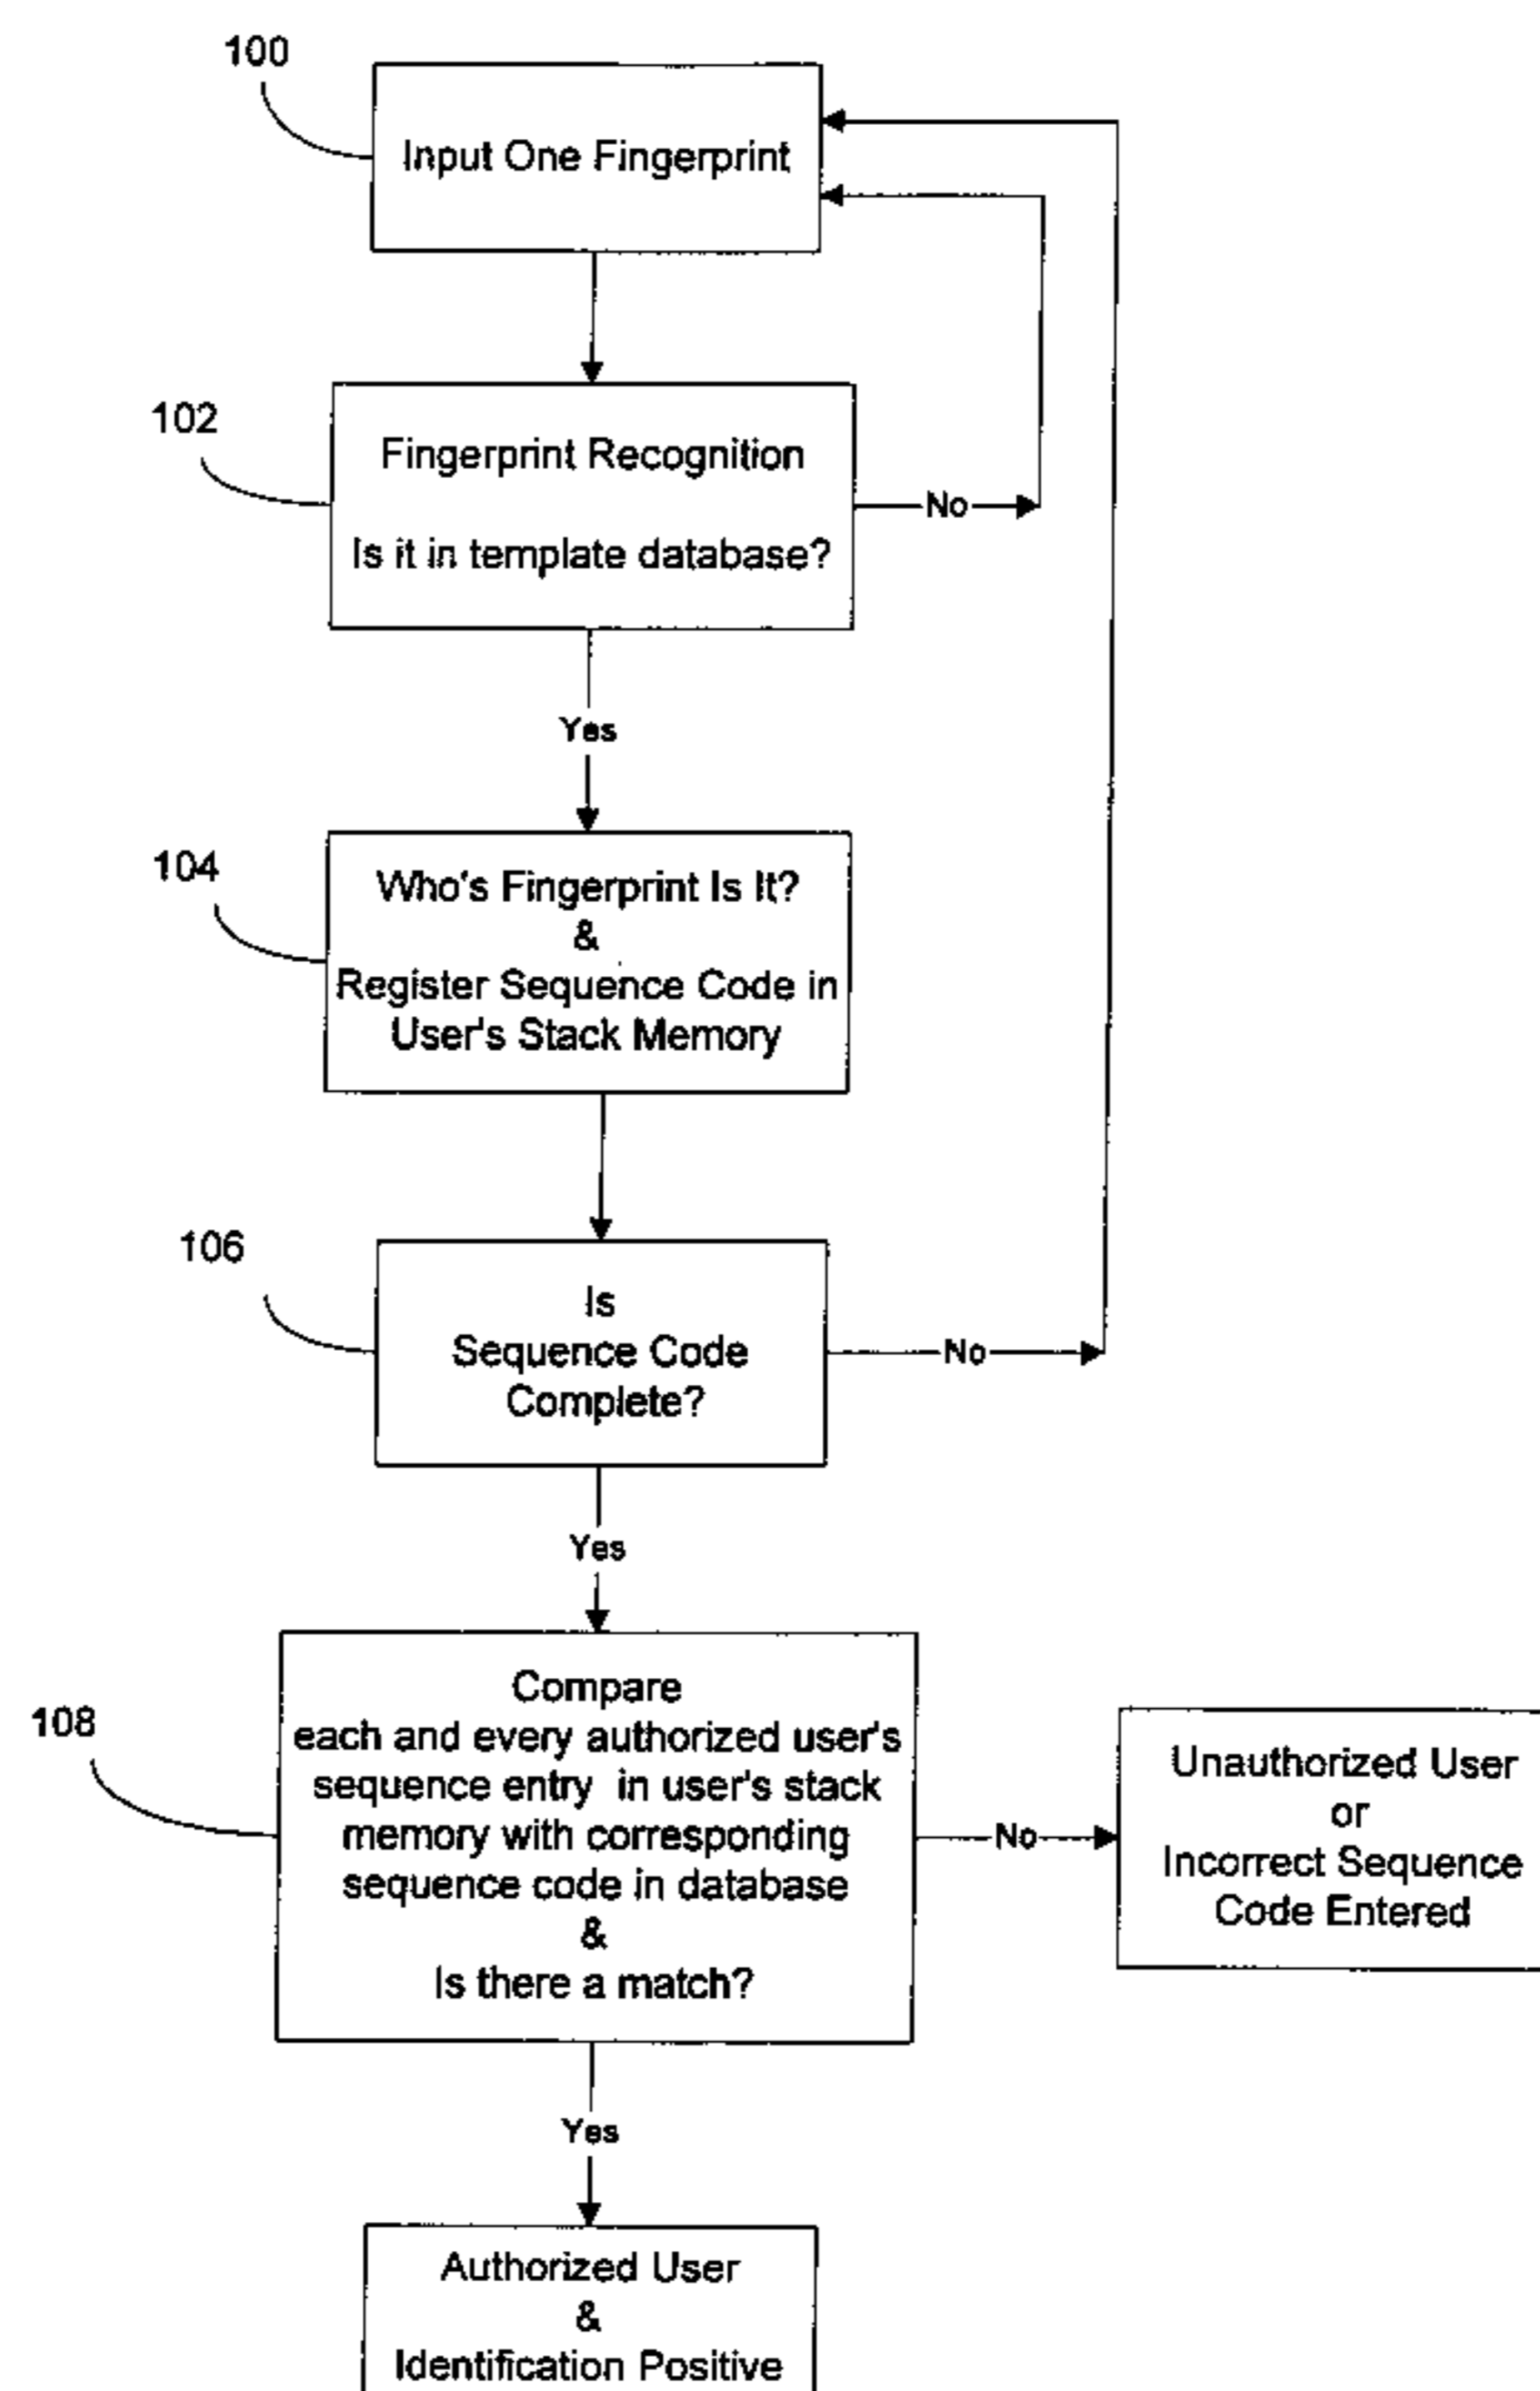 100
Input One Fingerprint
102
Fingerprint Recognition
Is it in template database?
No
Yes
104
Who's Fingerprint Is It?
&
Register Sequence Code in
User's Stack Memory
106
Is
Sequence Code
Complete?
No
Yes
108
Compare
each and every authorized user's
sequence entry in user's stack
memory with corresponding
sequence code in database
&
Is there a match?
No
Unauthorized User
or
Incorrect Sequence
Code Entered
Yes
Authorized User
&
Identification Positive